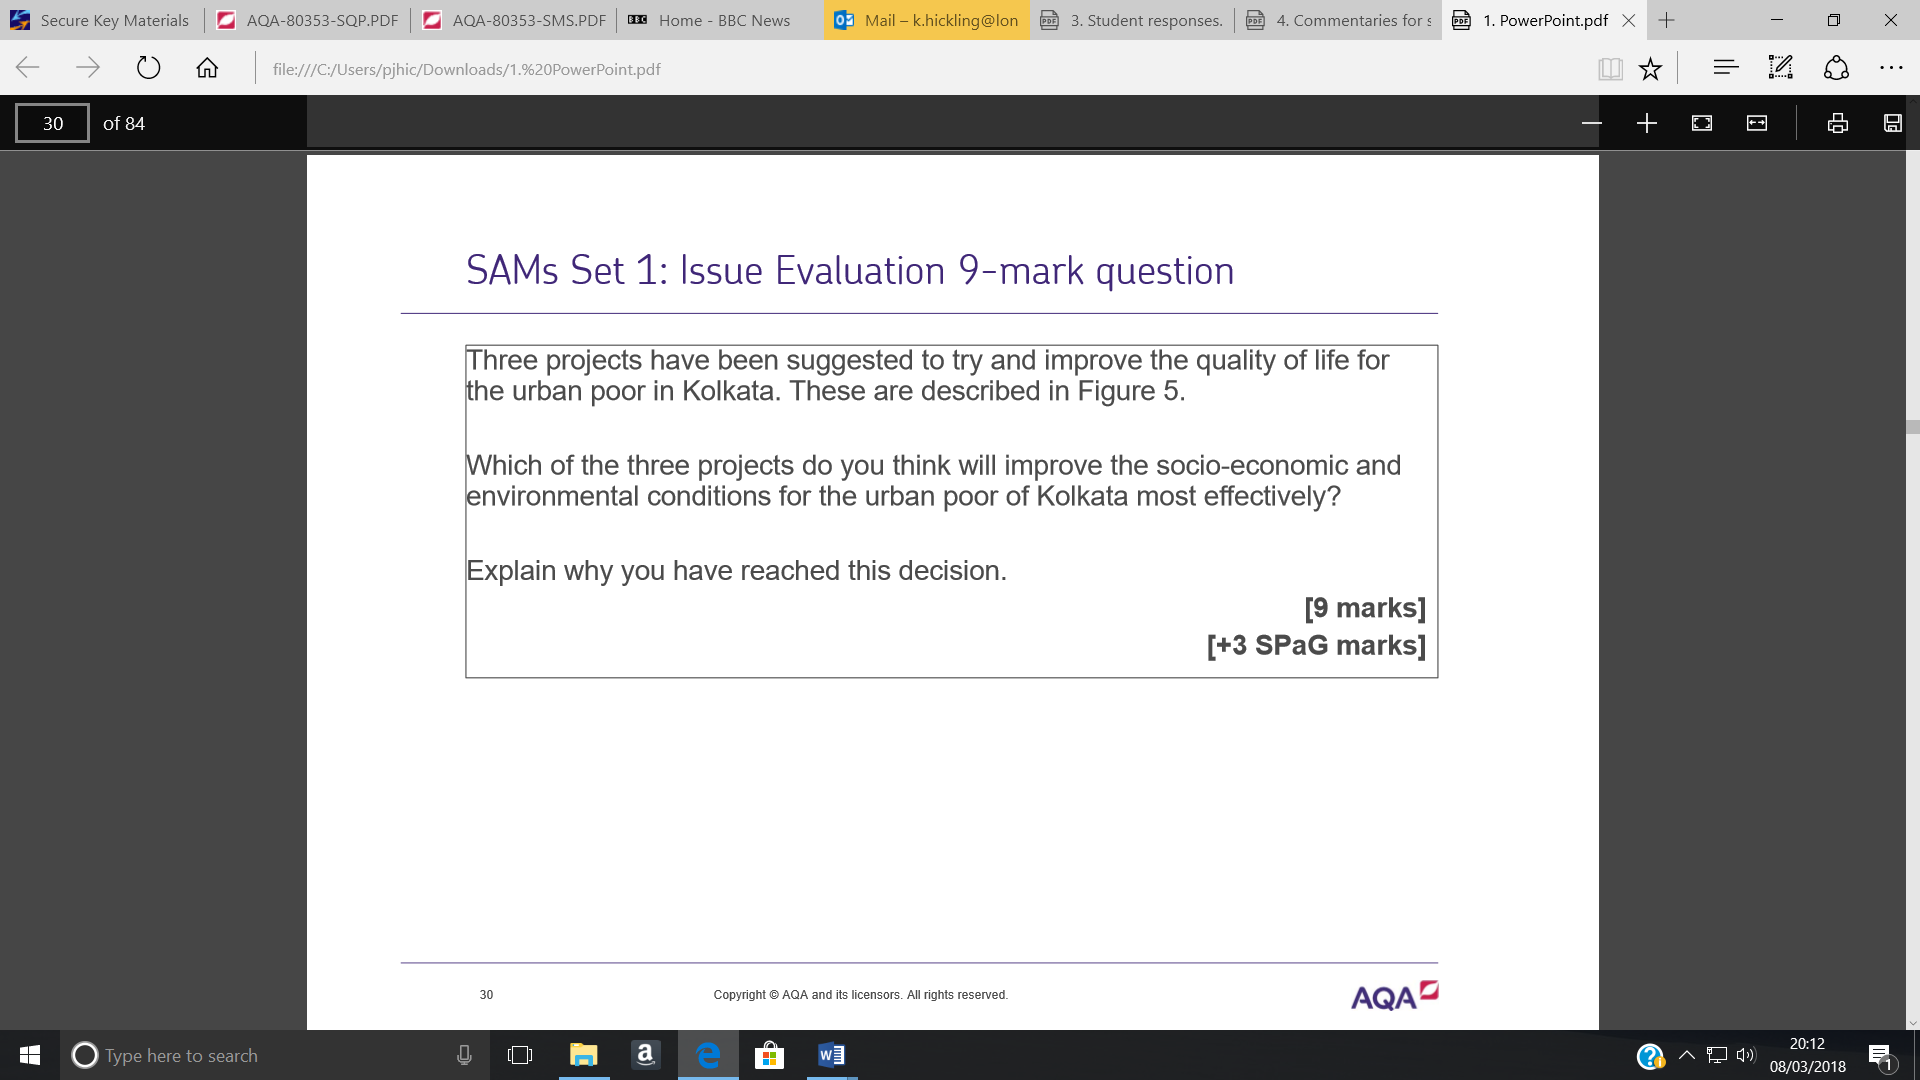 Secure Key Materials
AQA-80353-SQP.PDF
AQA-80353-SMS.PDF
BBC Home - BBC News
Mail – k.hickling@lon
3. Student responses.
4. Commentaries for s
1. PowerPoint.pdf
file:///C:/Users/pjhic/Downloads/1.%20PowerPoint.pdf
30 of 84
SAMs Set 1: Issue Evaluation 9-mark question
Three projects have been suggested to try and improve the quality of life for
the urban poor in Kolkata. These are described in Figure 5.
Which of the three projects do you think will improve the socio-economic and
environmental conditions for the urban poor of Kolkata most effectively?
Explain why you have reached this decision.
[9 marks]
[+3 SPaG marks]
30
Copyright © AQA and its licensors. All rights reserved.
AQA
Type here to search
20:12
08/03/2018
1